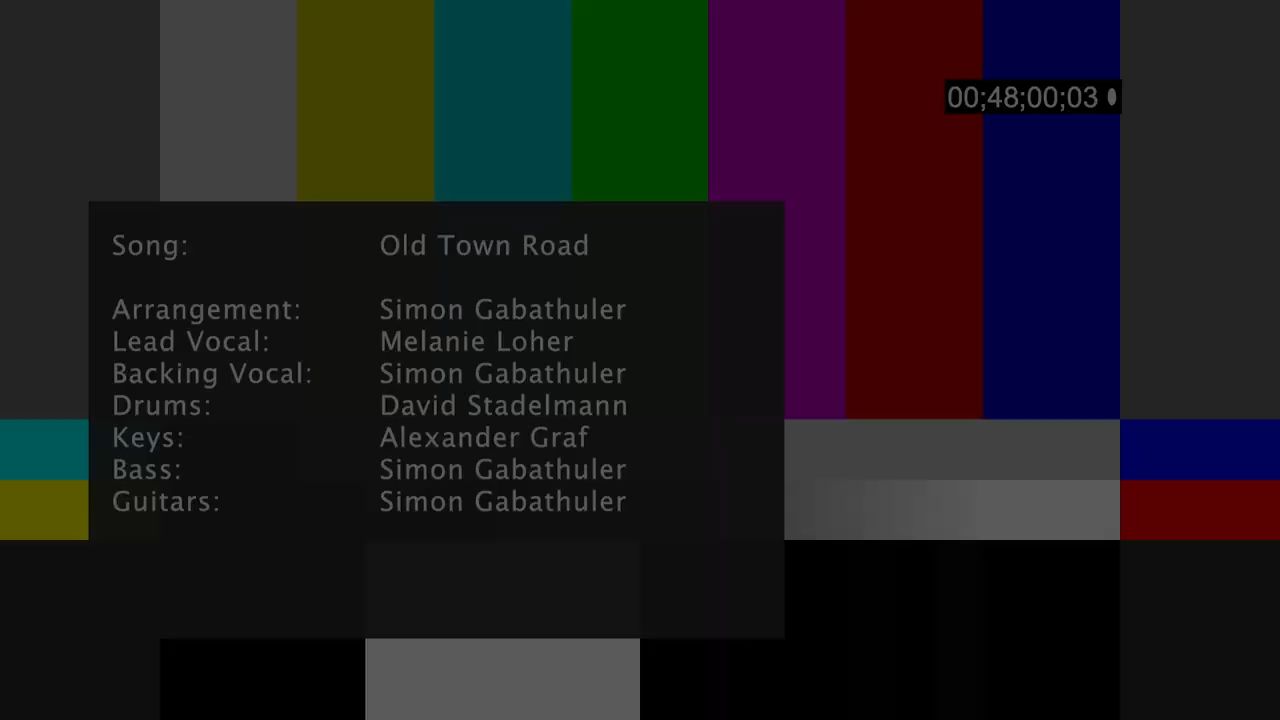 00;48;00;03
Song: Old Town Road
Arrangement: Simon Gabathuler
Lead Vocal: Melanie Loher
Backing Vocal: Simon Gabathuler
Drums: David Stadelmann
Keys: Alexander Graf
Bass: Simon Gabathuler
Guitars: Simon Gabathuler